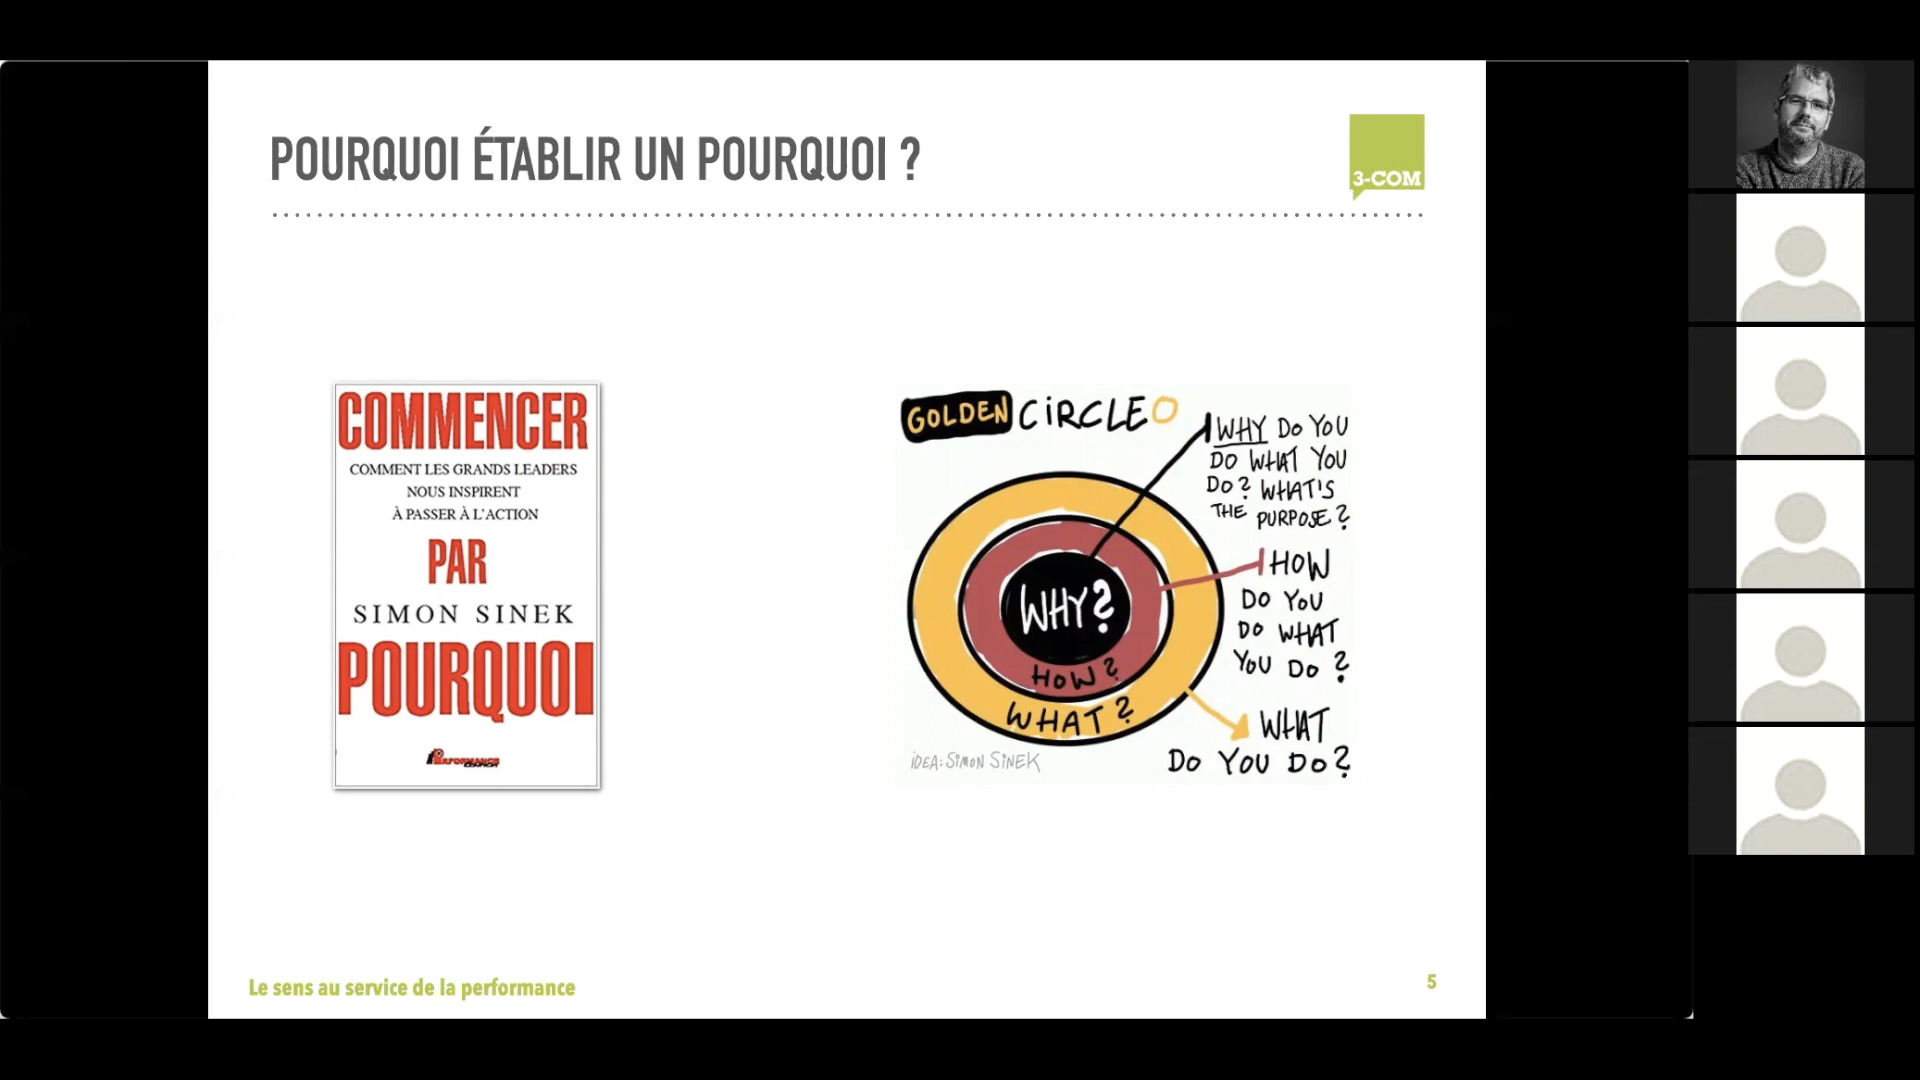 POURQUOI ÉTABLIR UN POURQUOI ?
3-COM
COMMENCER
COMMENT LES GRANDS LEADERS
NOUS INSPIRENT
À PASSER À L'ACTION
PAR
SIMON SINEK
POURQUOI
GOLDEN CIRCLE
WHY DO YOU
DO WHAT YOU
DO? WHAT'S
THE PURPOSE?
HOW
DO YOU
DO WHAT
YOU DO?
WHAT
DO YOU DO?
WHY?
HOW?
WHAT?
IDEA: SIMON SINEK
Le sens au service de la performance
5